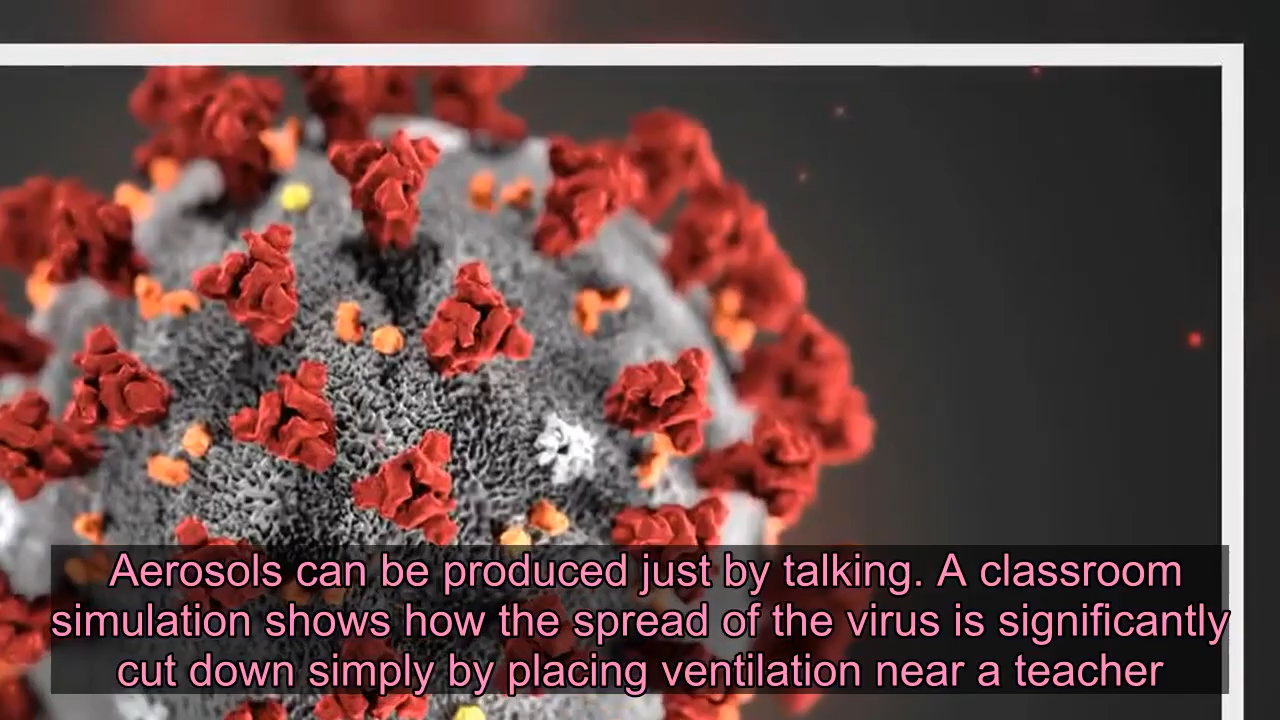 Aerosols can be produced just by talking. A classroom
simulation shows how the spread of the virus is significantly
cut down simply by placing ventilation near a teacher